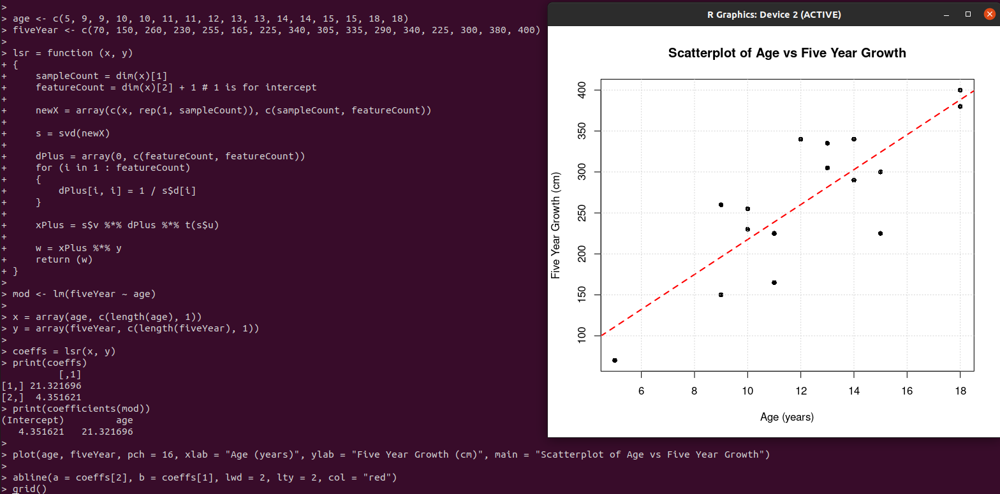 >
> age <- c(5, 9, 9, 10, 10, 11, 11, 12, 13, 13, 14, 14, 15, 15, 18, 18)
> fiveYear <- c(70, 150, 260, 230, 255, 165, 225, 340, 305, 335, 290, 340, 225, 300, 380, 400)
>
> lsr = function (x, y)
+ {
+     sampleCount = dim(x)[1]
+     featureCount = dim(x)[2] + 1 # 1 is for intercept
+
+     newX = array(c(x, rep(1, sampleCount)), c(sampleCount, featureCount))
+
+     s = svd(newX)
+
+     dPlus = array(0, c(featureCount, featureCount))
+     for (i in 1 : featureCount)
+     {
+         dPlus[i, i] = 1 / s$d[i]
+     }
+
+     xPlus = s$v %*% dPlus %*% t(s$u)
+
+     w = xPlus %*% y
+     return (w)
+ }
>
> mod <- lm(fiveYear ~ age)
>
> x = array(age, c(length(age), 1))
> y = array(fiveYear, c(length(fiveYear), 1))
>
> coeffs = lsr(x, y)
> print(coeffs)
          [,1]
[1,] 21.321696
[2,]  4.351621
> print(coefficients(mod))
(Intercept)         age
   4.351621   21.321696
>
> plot(age, fiveYear, pch = 16, xlab = "Age (years)", ylab = "Five Year Growth (cm)", main = "Scatterplot of Age vs Five Year Growth")
>
> abline(a = coeffs[2], b = coeffs[1], lwd = 2, lty = 2, col = "red")
> grid()
R Graphics: Device 2 (ACTIVE)
Scatterplot of Age vs Five Year Growth
Five Year Growth (cm)
400
350
300
250
200
150
100
6 8 10 12 14 16 18
Age (years)